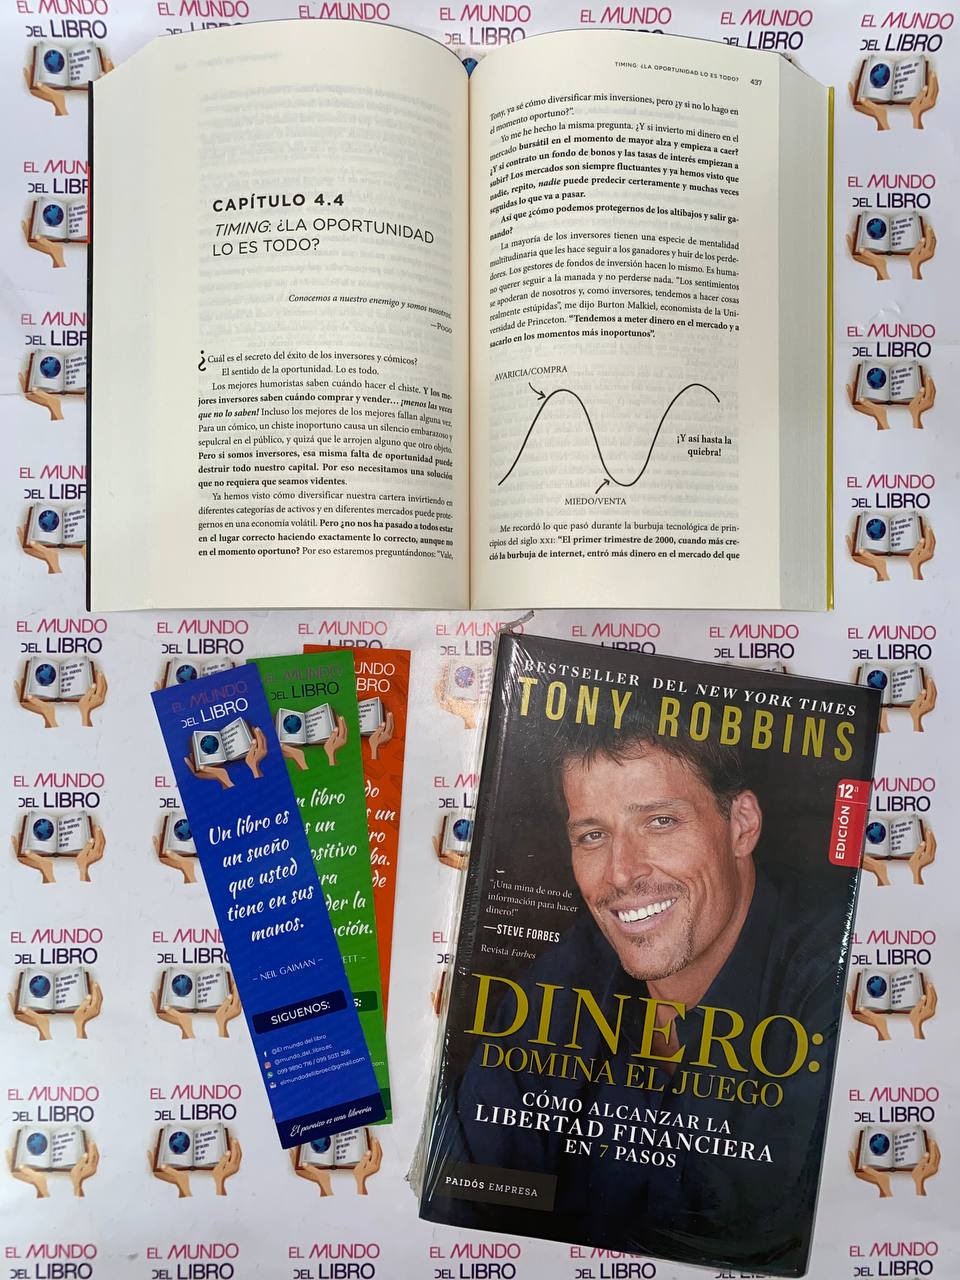 EL MUNDO
DEL LIBRO
CAPÍTULO 4.4
TIMING: ¿LA OPORTUNIDAD
LO ES TODO?
Conocemos a nuestro enemigo y somos nosotros.
—Pogo
¿Cuál es el secreto del éxito de los inversores y cómicos?
El sentido de la oportunidad. Lo es todo.
Los mejores humoristas saben cuándo hacer el chiste. Y los me-
jores inversores saben cuándo comprar y vender… ¡menos las veces
que no lo saben! Incluso los mejores de los mejores fallan alguna vez.
Para un cómico, un chiste inoportuno causa un silencio embarazoso y
sepulcral en el público, y quizá que le arrojen alguno que otro objeto.
Pero si somos inversores, esa misma falta de oportunidad puede
destruir todo nuestro capital. Por eso necesitamos una solución
que no requiera que seamos videntes.
Ya hemos visto cómo diversificar nuestra cartera invirtiendo en
diferentes categorías de activos y en diferentes mercados puede prote-
gernos en una economía volátil. Pero ¿no nos ha pasado a todos estar
en el lugar correcto haciendo exactamente lo correcto, aunque no
en el momento oportuno? Por eso estaremos preguntándonos: "Vale,
TIMING: ¿LA OPORTUNIDAD LO ES TODO? 437
Tony, ya sé cómo diversificar mis inversiones, pero ¿y si no lo hago en
el momento oportuno?".
Yo me he hecho la misma pregunta. ¿Y si invierto mi dinero en el
mercado bursátil en el momento de mayor alza y empieza a caer?
¿Y si contrato un fondo de bonos y las tasas de interés empiezan a
subir? Los mercados son siempre fluctuantes y ya hemos visto que
nadie, repito, nadie puede predecir certeramente y muchas veces
seguidas lo que va a pasar.
Así que ¿cómo podemos protegernos de los altibajos y salir ga-
nando?
La mayoría de los inversores tienen una especie de mentalidad
multitudinaria que les hace seguir a los ganadores y huir de los perde-
dores. Los gestores de fondos de inversión hacen lo mismo. Es huma-
no querer seguir a la manada y no perderse nada. "Los sentimientos
se apoderan de nosotros y, como inversores, tendemos a hacer cosas
realmente estúpidas", me dijo Burton Malkiel, economista de la Uni-
versidad de Princeton. "Tendemos a meter dinero en el mercado y a
sacarlo en los momentos más inoportunos".
AVARICIA/COMPRA
¡Y así hasta la
quiebra!
MIEDO/VENTA
Me recordó lo que pasó durante la burbuja tecnológica de prin-
cipios del siglo XXI: "El primer trimestre de 2000, cuando más cre-
ció la burbuja de internet, entró más dinero en el mercado del que
EL MUNDO
DEL LIBRO
Un libro es
un sueño
que usted
tiene en sus
manos.
– NEIL GAIMAN –
SIGUENOS:
@El mundo del libro
@mundo_del_libro.ec
099 9890 716 / 099 5031 266
elmundodellibroec@gmail.com
El paraíso es una librería
BESTSELLER DEL NEW YORK TIMES
TONY ROBBINS
12ª
EDICIÓN
"¡Una mina de oro de
información para hacer
dinero!"
—STEVE FORBES
Revista Forbes
DINERO:
DOMINA EL JUEGO
CÓMO ALCANZAR LA
LIBERTAD FINANCIERA
EN 7 PASOS
PAIDÓS EMPRESA